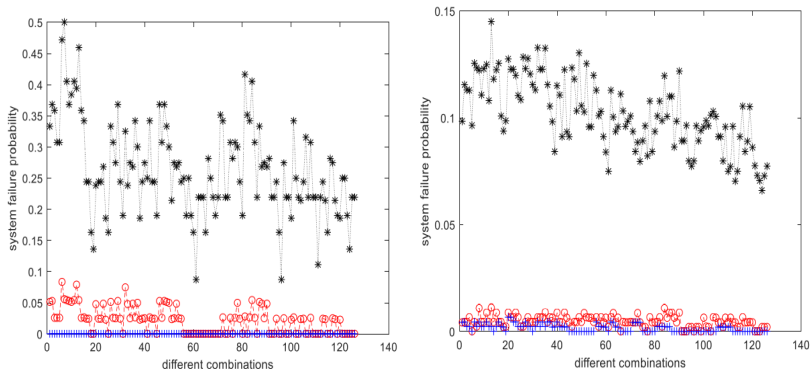 0.5
0.45
0.4
0.35
0.3
0.25
0.2
0.15
0.1
0.05
0
system failure probability
0 20 40 60 80 100 120 140
different combinations
0.15
0.1
0.05
0
system failure probability
0 20 40 60 80 100 120 140
different combinations